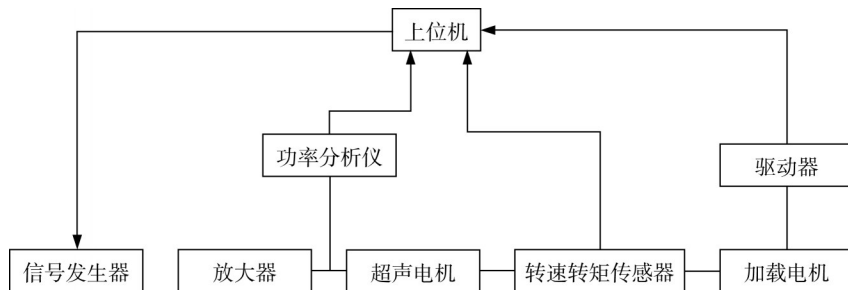 上位机
功率分析仪
驱动器
信号发生器
放大器
超声电机
转速转矩传感器
加载电机